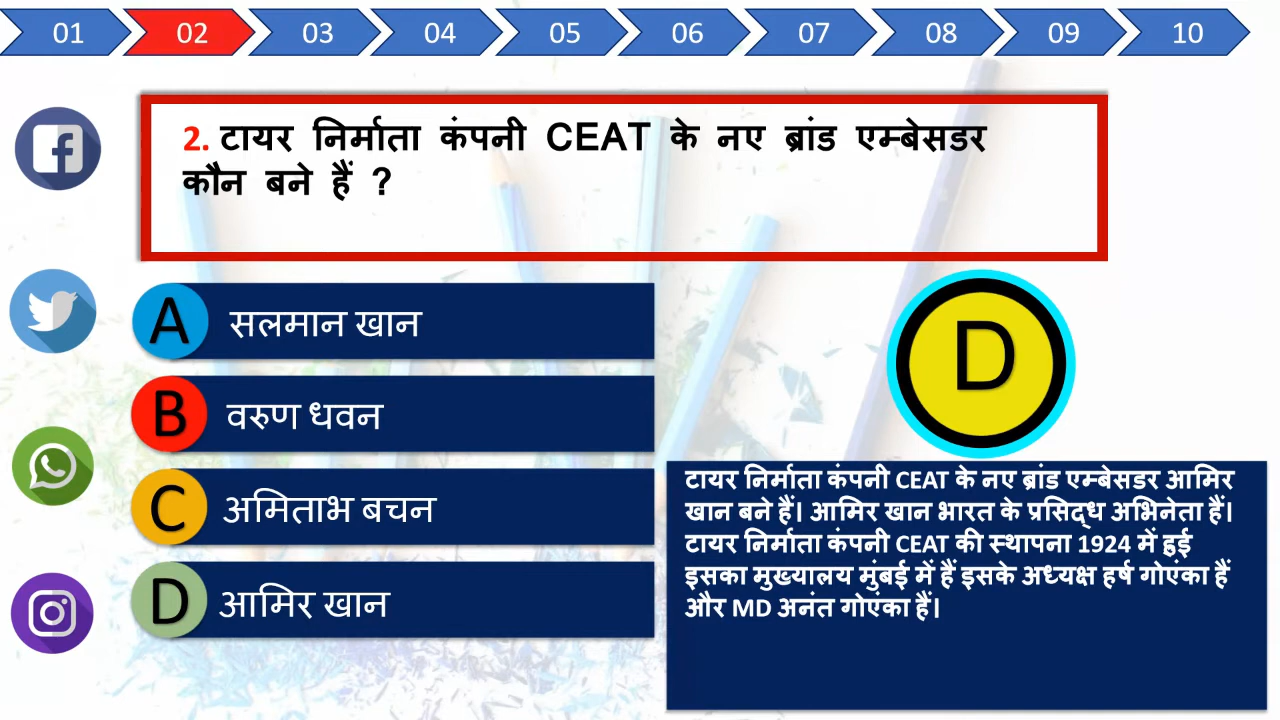 01 02 03 04 05 06 07 08 09 10
2. टायर निर्माता कंपनी CEAT के नए ब्रांड एम्बेसडर
कौन बने हैं ?
A सलमान खान
B वरुण धवन
C अमिताभ बचन
D आमिर खान
D
टायर निर्माता कंपनी CEAT के नए ब्रांड एम्बेसडर आमिर
खान बने हैं। आमिर खान भारत के प्रसिद्ध अभिनेता हैं।
टायर निर्माता कंपनी CEAT की स्थापना 1924 में हुई
इसका मुख्यालय मुंबई में हैं इसके अध्यक्ष हर्ष गोएंका हैं
और MD अनंत गोएंका हैं।